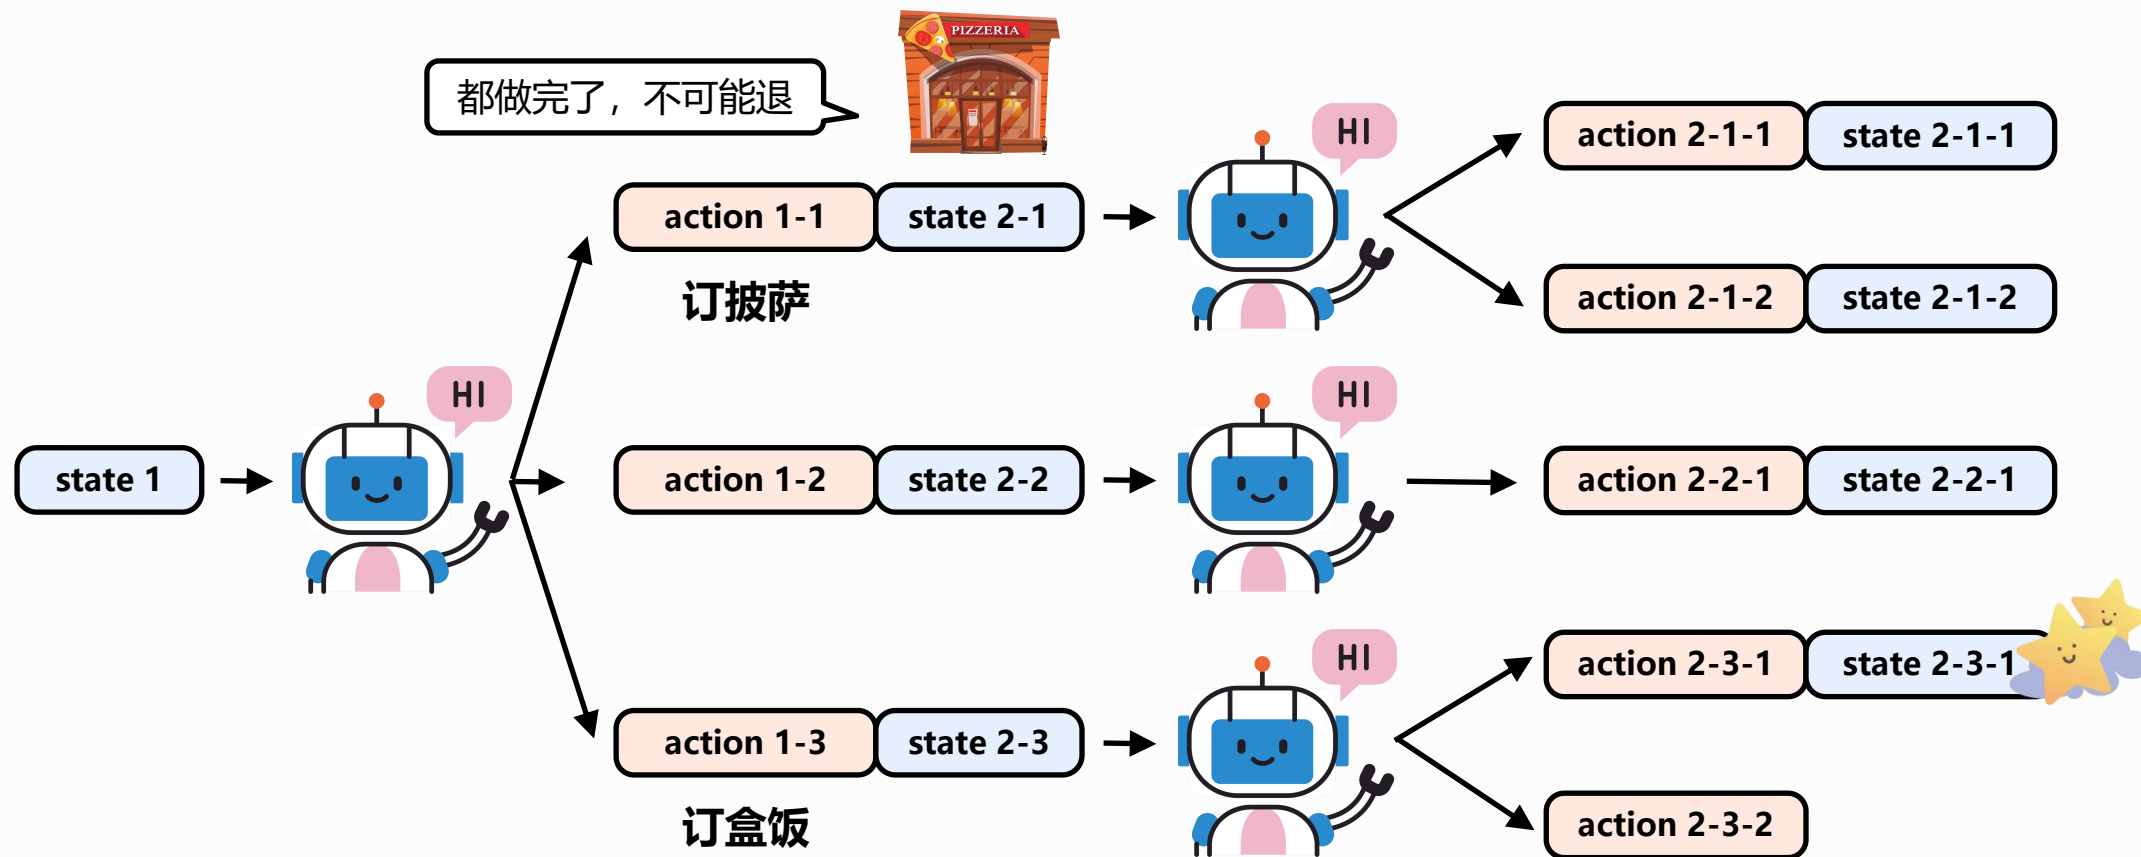 PIZZERIA
都做完了，不可能退
HI
action 2-1-1 state 2-1-1
action 1-1 state 2-1
action 2-1-2 state 2-1-2
订披萨
HI
HI
state 1
action 1-2 state 2-2
action 2-2-1 state 2-2-1
HI
action 2-3-1 state 2-3-1
action 1-3 state 2-3
订盒饭
action 2-3-2